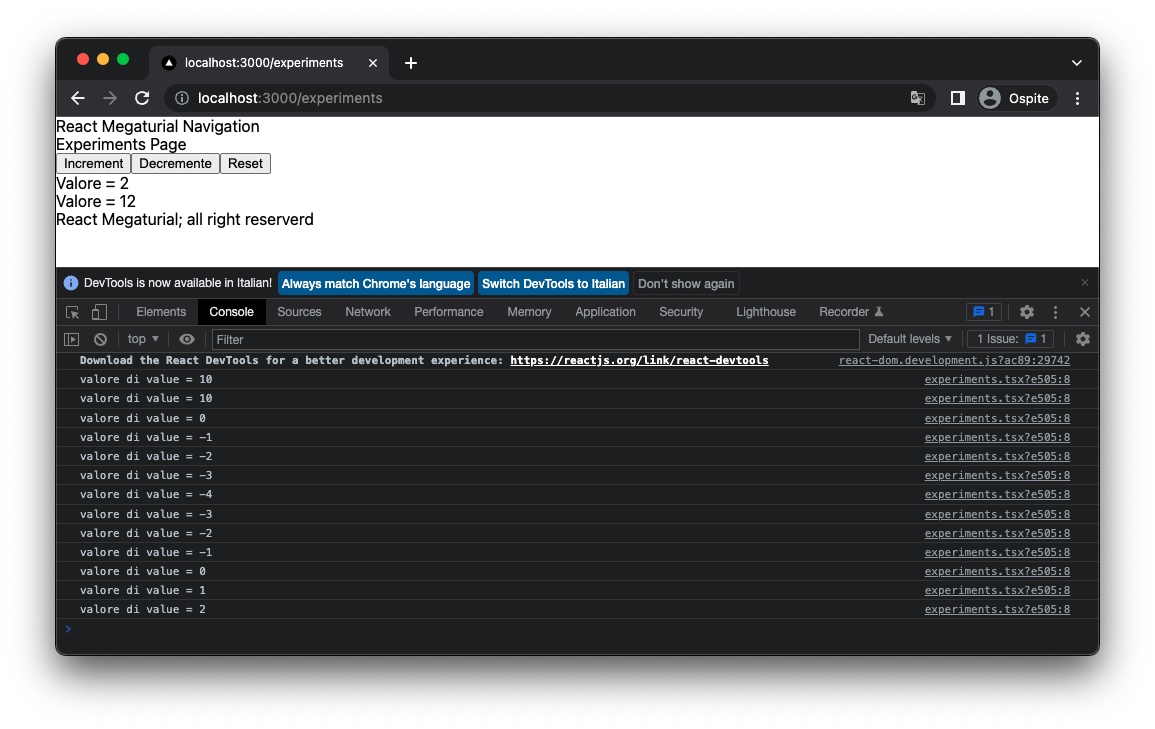 localhost:3000/experiments
localhost:3000/experiments
Ospite
React Megaturial Navigation
Experiments Page
Increment Decremente Reset
Valore = 2
Valore = 12
React Megaturial; all right reserverd
DevTools is now available in Italian! Always match Chrome's language Switch DevTools to Italian Don't show again
Elements Console Sources Network Performance Memory Application Security Lighthouse Recorder 1
top Filter Default levels 1 Issue: 1
Download the React DevTools for a better development experience: https://reactjs.org/link/react-devtools react-dom.development.js?ac89:29742
valore di value = 10 experiments.tsx?e505:8
valore di value = 10 experiments.tsx?e505:8
valore di value = 0 experiments.tsx?e505:8
valore di value = -1 experiments.tsx?e505:8
valore di value = -2 experiments.tsx?e505:8
valore di value = -3 experiments.tsx?e505:8
valore di value = -4 experiments.tsx?e505:8
valore di value = -3 experiments.tsx?e505:8
valore di value = -2 experiments.tsx?e505:8
valore di value = -1 experiments.tsx?e505:8
valore di value = 0 experiments.tsx?e505:8
valore di value = 1 experiments.tsx?e505:8
valore di value = 2 experiments.tsx?e505:8